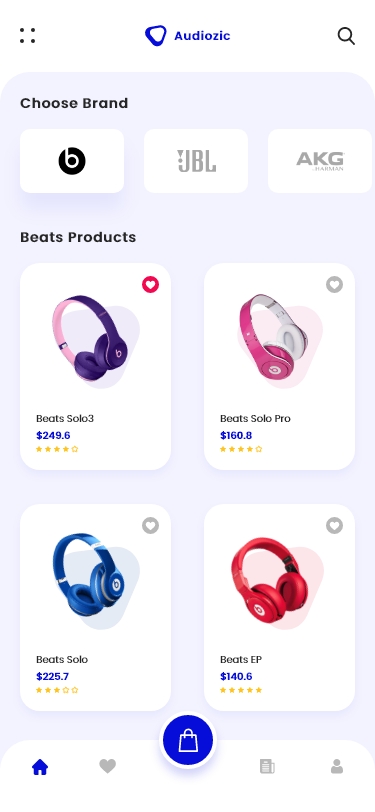 Audiozic
Choose Brand
b
JBL
AKG
HARMAN
Beats Products
Beats Solo3
$249.6
Beats Solo Pro
$160.8
Beats Solo
$225.7
Beats EP
$140.6